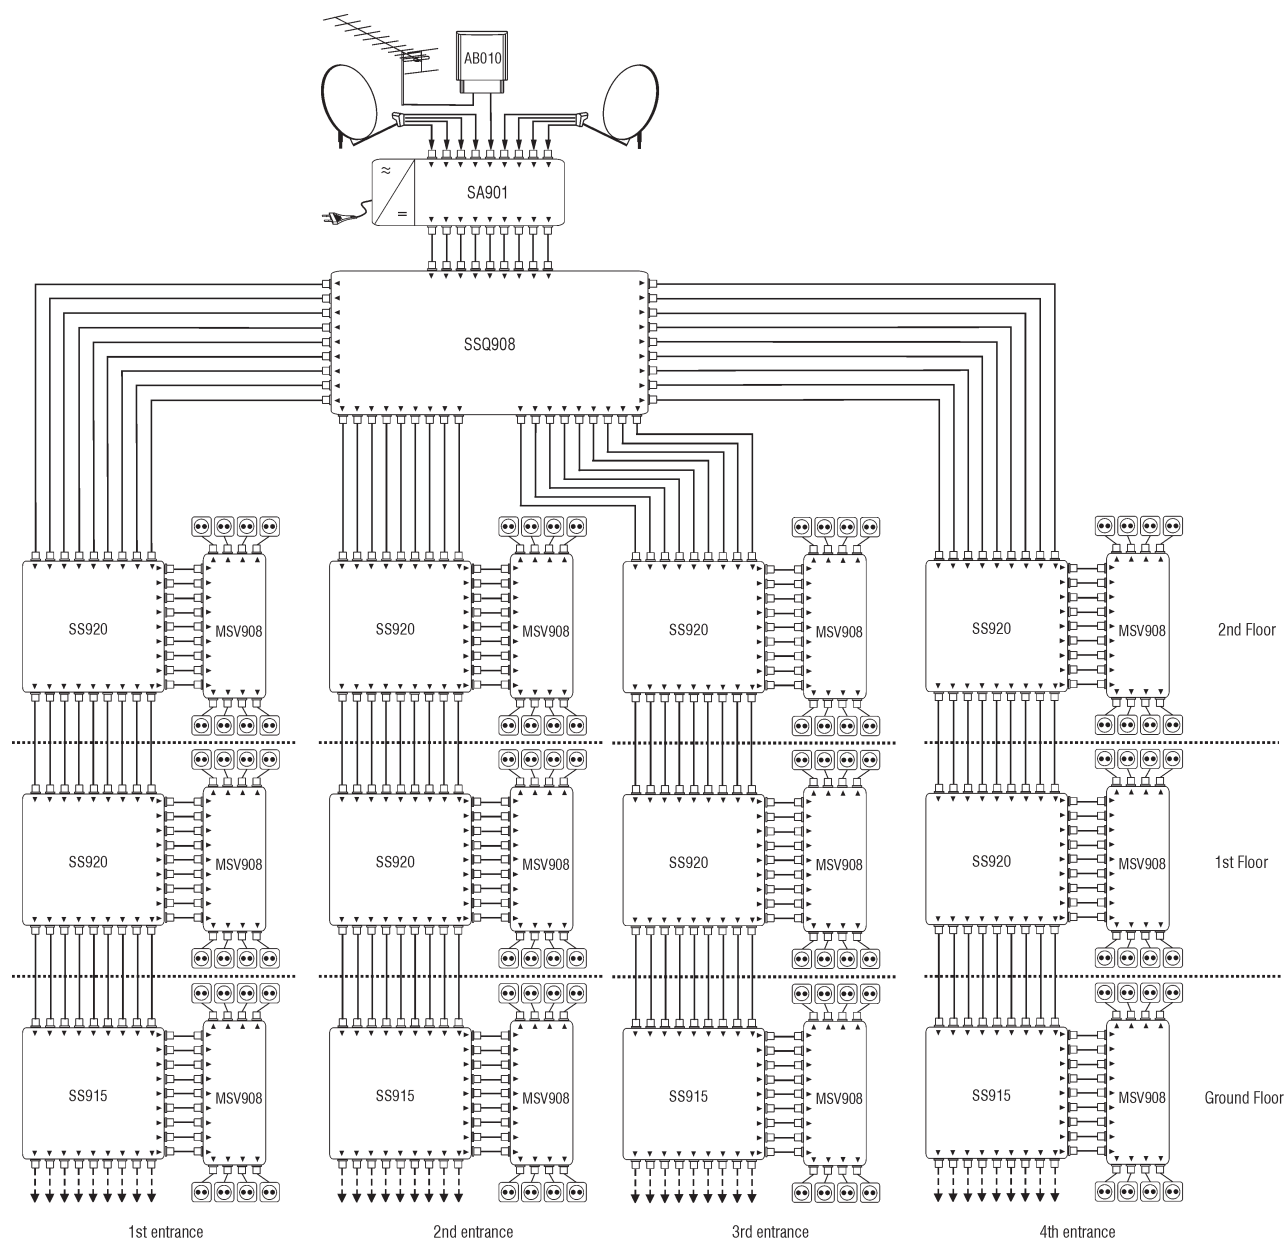 AB010
SA901
SSQ908
SS920 MSV908 SS920 MSV908 SS920 MSV908 SS920 MSV908 2nd Floor
SS920 MSV908 SS920 MSV908 SS920 MSV908 SS920 MSV908 1st Floor
SS915 MSV908 SS915 MSV908 SS915 MSV908 SS915 MSV908 Ground Floor
1st entrance 2nd entrance 3rd entrance 4th entrance